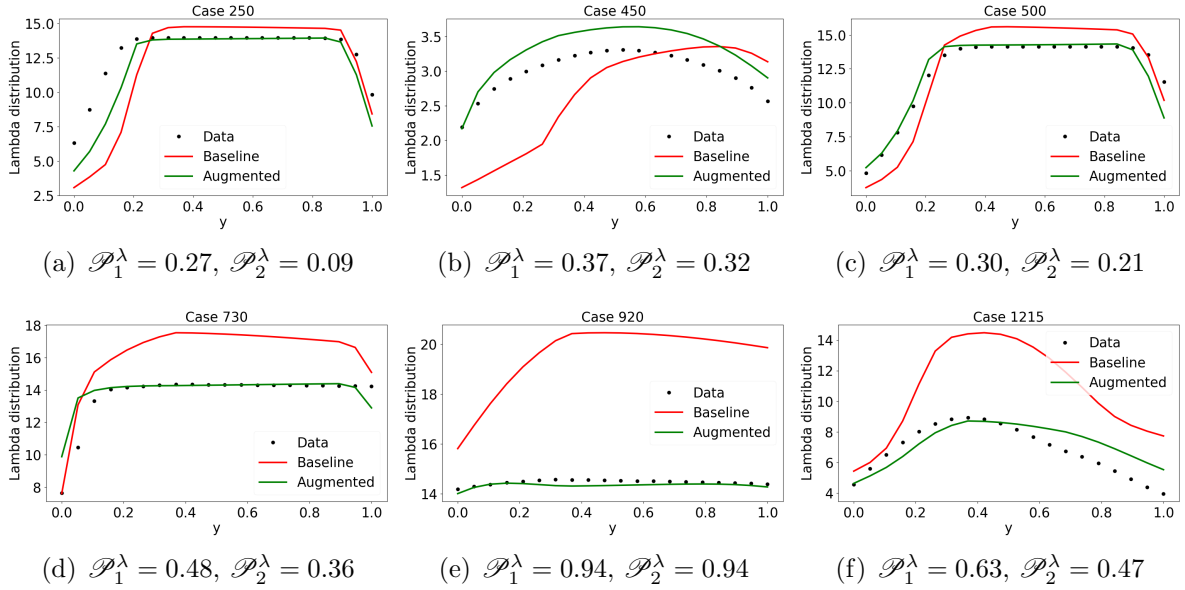 Case 250
Lambda distribution
15.0
12.5
10.0
7.5
5.0
2.5
0.0 0.2 0.4 0.6 0.8 1.0
y
Data
Baseline
Augmented
(a) 𝒫₁^λ = 0.27, 𝒫₂^λ = 0.09
Case 450
Lambda distribution
3.5
3.0
2.5
2.0
1.5
0.0 0.2 0.4 0.6 0.8 1.0
y
Data
Baseline
Augmented
(b) 𝒫₁^λ = 0.37, 𝒫₂^λ = 0.32
Case 500
Lambda distribution
15.0
12.5
10.0
7.5
5.0
0.0 0.2 0.4 0.6 0.8 1.0
y
Data
Baseline
Augmented
(c) 𝒫₁^λ = 0.30, 𝒫₂^λ = 0.21
Case 730
Lambda distribution
18
16
14
12
10
8
0.0 0.2 0.4 0.6 0.8 1.0
y
Data
Baseline
Augmented
(d) 𝒫₁^λ = 0.48, 𝒫₂^λ = 0.36
Case 920
Lambda distribution
20
18
16
14
0.0 0.2 0.4 0.6 0.8 1.0
y
Data
Baseline
Augmented
(e) 𝒫₁^λ = 0.94, 𝒫₂^λ = 0.94
Case 1215
Lambda distribution
14
12
10
8
6
4
0.0 0.2 0.4 0.6 0.8 1.0
y
Data
Baseline
Augmented
(f) 𝒫₁^λ = 0.63, 𝒫₂^λ = 0.47